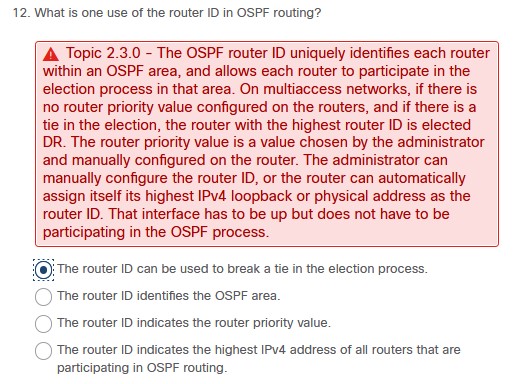 12. What is one use of the router ID in OSPF routing?
Topic 2.3.0 - The OSPF router ID uniquely identifies each router
within an OSPF area, and allows each router to participate in the
election process in that area. On multiaccess networks, if there is
no router priority value configured on the routers, and if there is a
tie in the election, the router with the highest router ID is elected
DR. The router priority value is a value chosen by the administrator
and manually configured on the router. The administrator can
manually configure the router ID, or the router can automatically
assign itself its highest IPv4 loopback or physical address as the
router ID. That interface has to be up but does not have to be
participating in the OSPF process.
The router ID can be used to break a tie in the election process.
The router ID identifies the OSPF area.
The router ID indicates the router priority value.
The router ID indicates the highest IPv4 address of all routers that are
participating in OSPF routing.